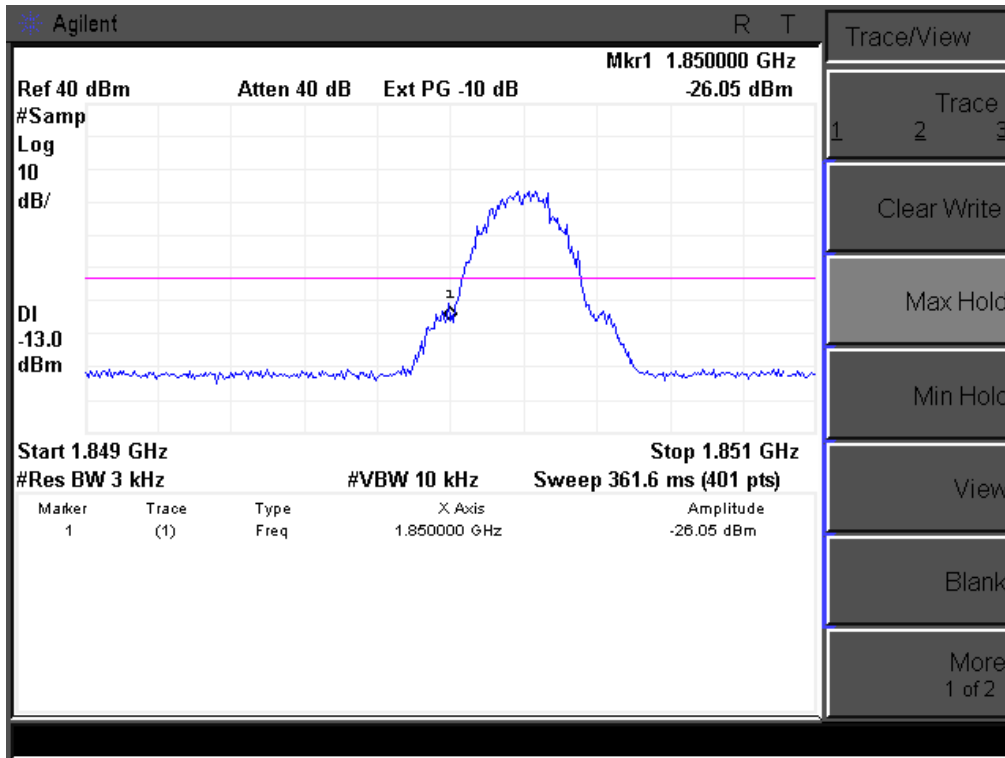 Agilent R T
Trace/View
Mkr1 1.850000 GHz
Ref 40 dBm Atten 40 dB Ext PG -10 dB -26.05 dBm
#Samp
Log
10
dB/
1
DI
-13.0
dBm
Start 1.849 GHz Stop 1.851 GHz
#Res BW 3 kHz #VBW 10 kHz Sweep 361.6 ms (401 pts)
Marker Trace Type X Axis Amplitude
1 (1) Freq 1.850000 GHz -26.05 dBm
Trace
1 2 3
Clear Write
Max Hold
Min Hold
View
Blank
More
1 of 2